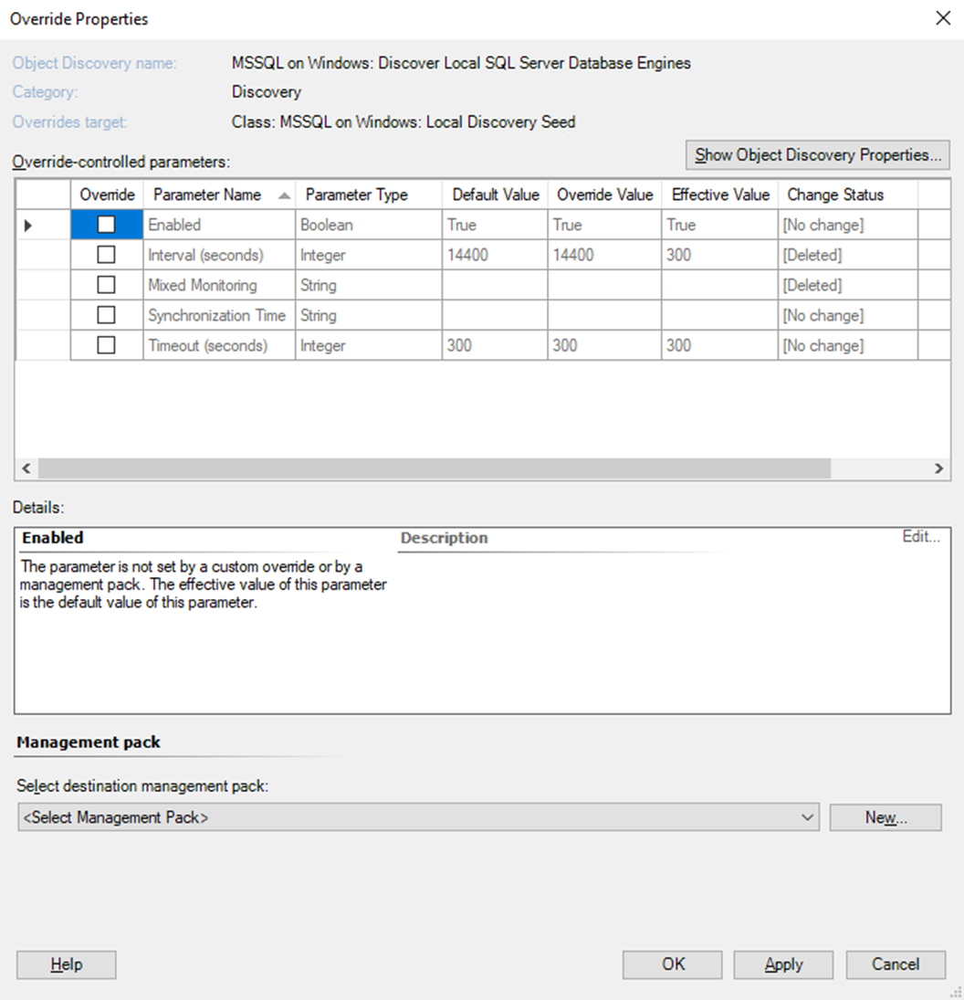 Override Properties
Object Discovery name: MSSQL on Windows: Discover Local SQL Server Database Engines
Category: Discovery
Overrides target: Class: MSSQL on Windows: Local Discovery Seed
Override-controlled parameters: Show Object Discovery Properties...
Override Parameter Name Parameter Type Default Value Override Value Effective Value Change Status
Enabled Boolean True True True [No change]
Interval (seconds) Integer 14400 14400 300 [Deleted]
Mixed Monitoring String [Deleted]
Synchronization Time String [No change]
Timeout (seconds) Integer 300 300 300 [No change]
Details:
Enabled Description Edit...
The parameter is not set by a custom override or by a
management pack. The effective value of this parameter
is the default value of this parameter.
Management pack
Select destination management pack:
<Select Management Pack> New...
Help OK Apply Cancel